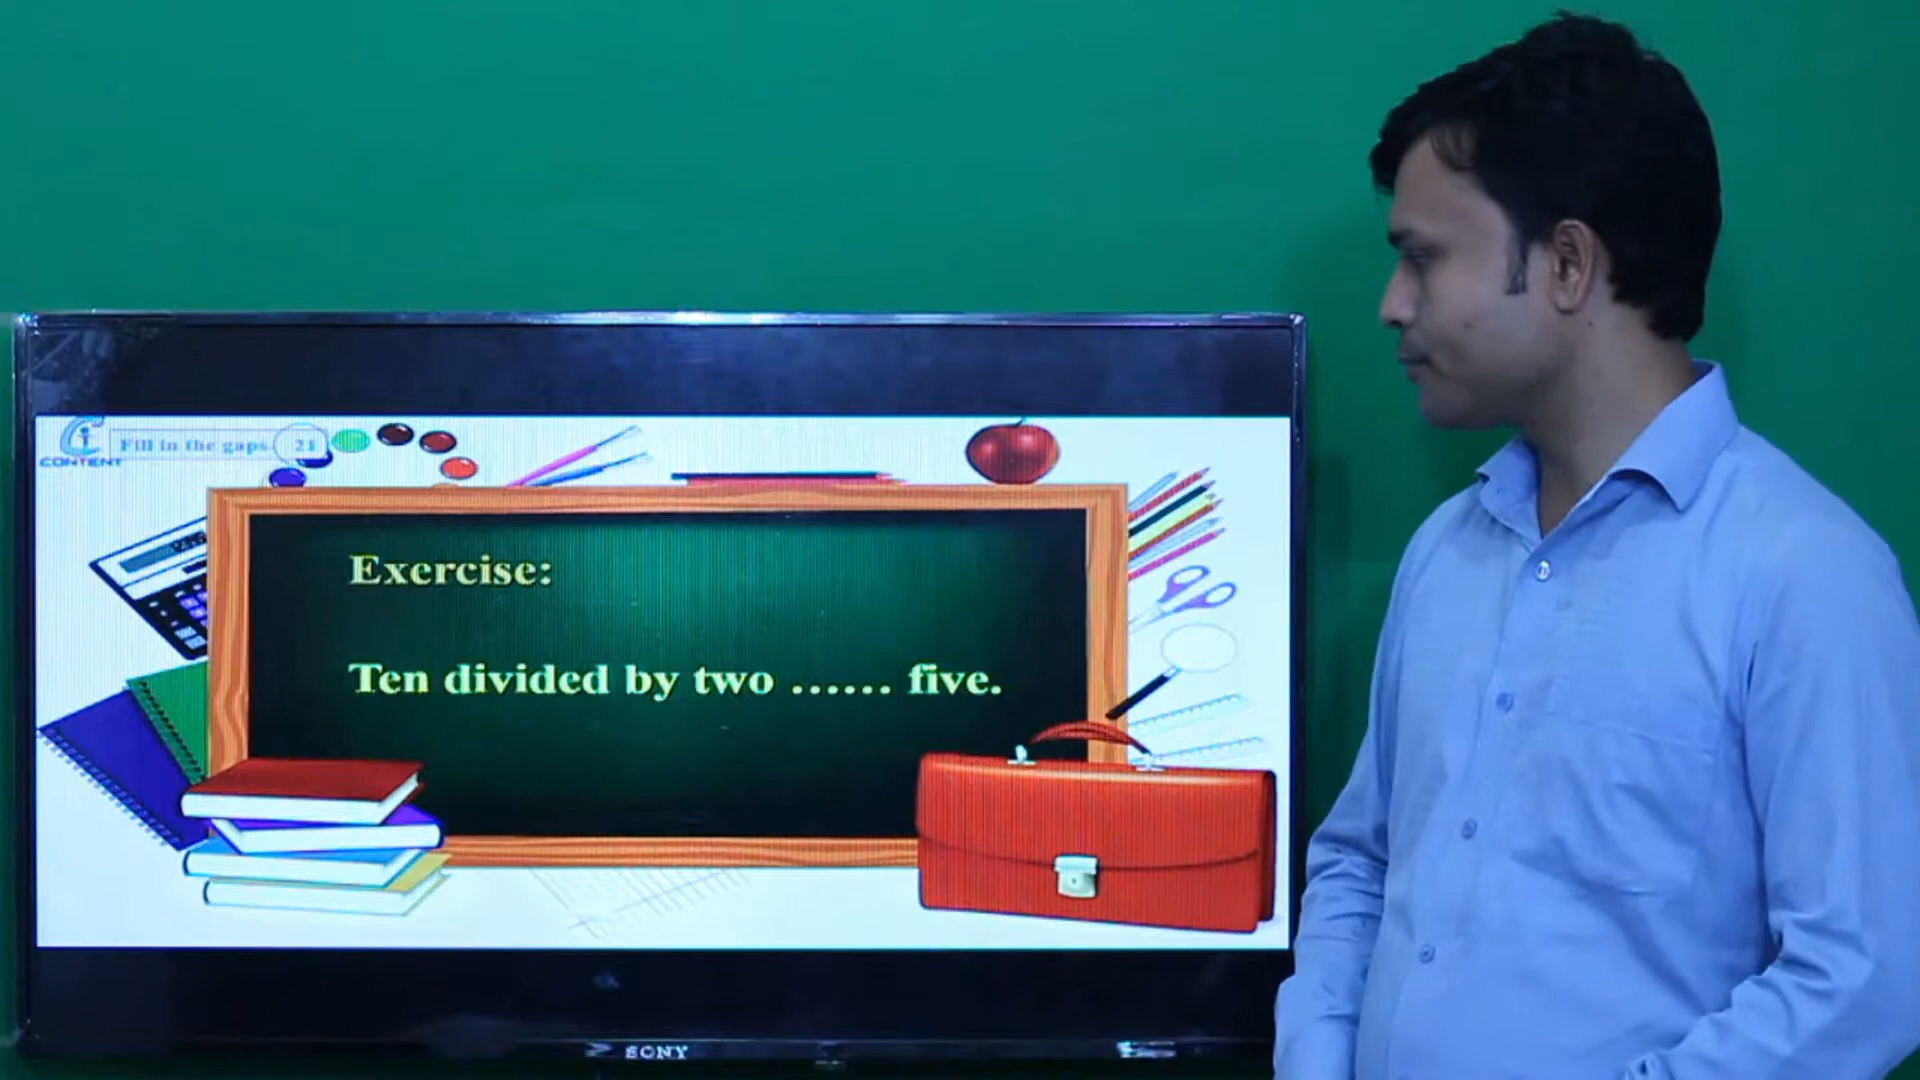 CONTENT
Fill in the gaps
21
Exercise:
Ten divided by two ...... five.
SONY